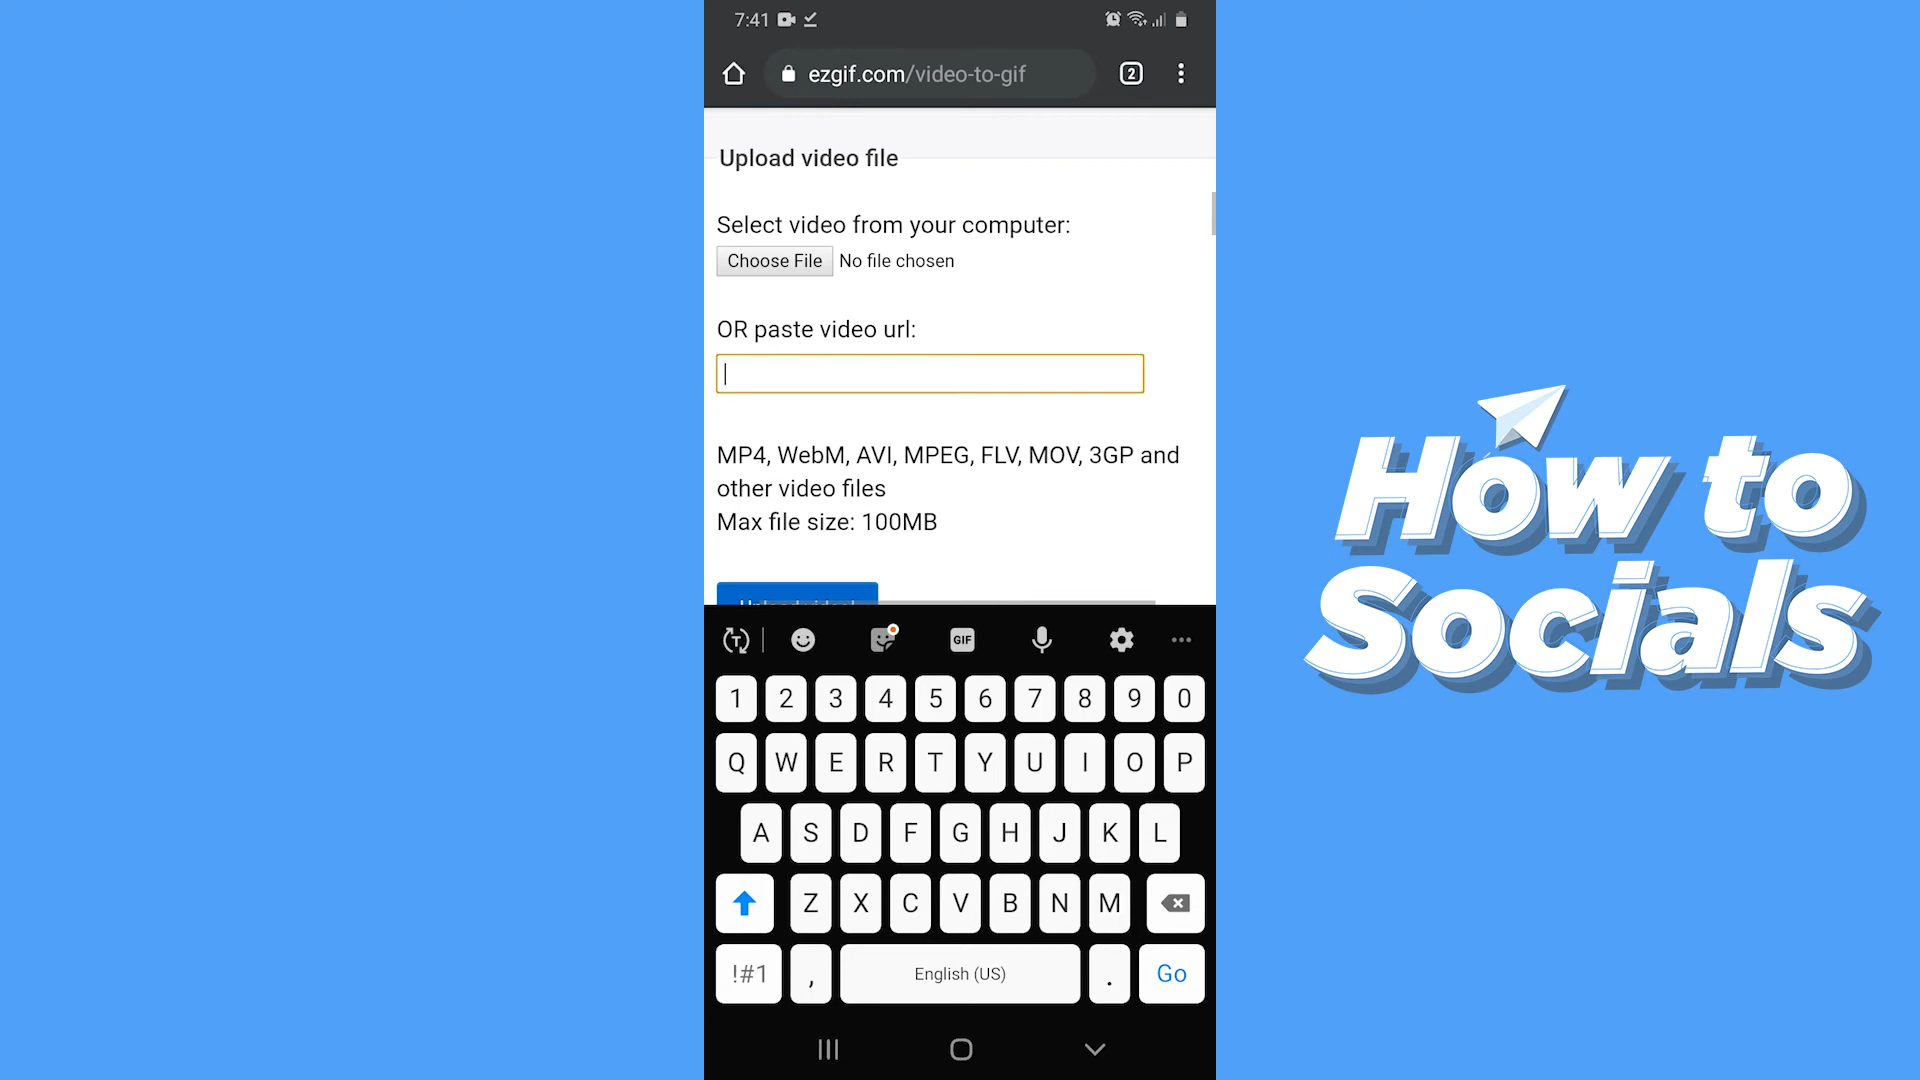 7:41
ezgif.com/video-to-gif
2
Upload video file
Select video from your computer:
Choose File No file chosen
OR paste video url:
MP4, WebM, AVI, MPEG, FLV, MOV, 3GP and
other video files
Max file size: 100MB
Upload video!
T
GIF
1 2 3 4 5 6 7 8 9 0
Q W E R T Y U I O P
A S D F G H J K L
Z X C V B N M
!#1 , English (US) . Go
How to
Socials